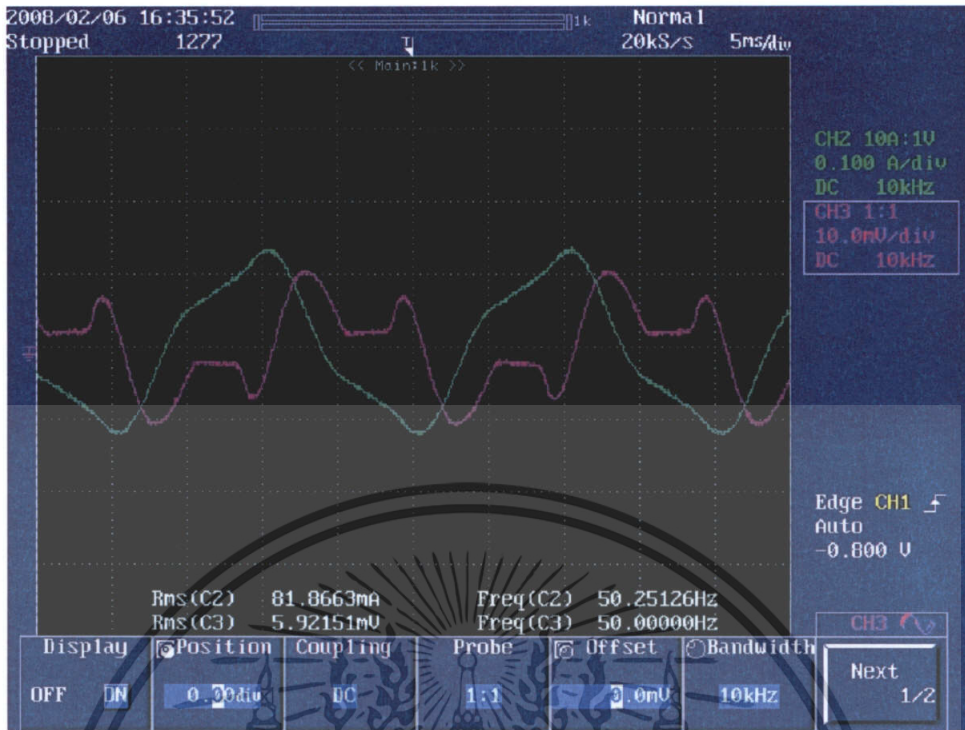 2008/02/06 16:35:52
1k
Normal
Stopped
1277
T
20kS/s
5ms/div
<< Main:1k >>
CH2 10A:1V
0.100 A/div
DC 10kHz
CH3 1:1
10.0mV/div
DC 10kHz
Edge CH1
Auto
-0.800 V
Rms(C2) 81.8663mA
Freq(C2) 50.25126Hz
Rms(C3) 5.92151mV
Freq(C3) 50.00000Hz
CH3
Display
Position
Coupling
Probe
Offset
Bandwidth
Next
1/2
OFF ON
0.00div
DC
1:1
0.0mV
10kHz